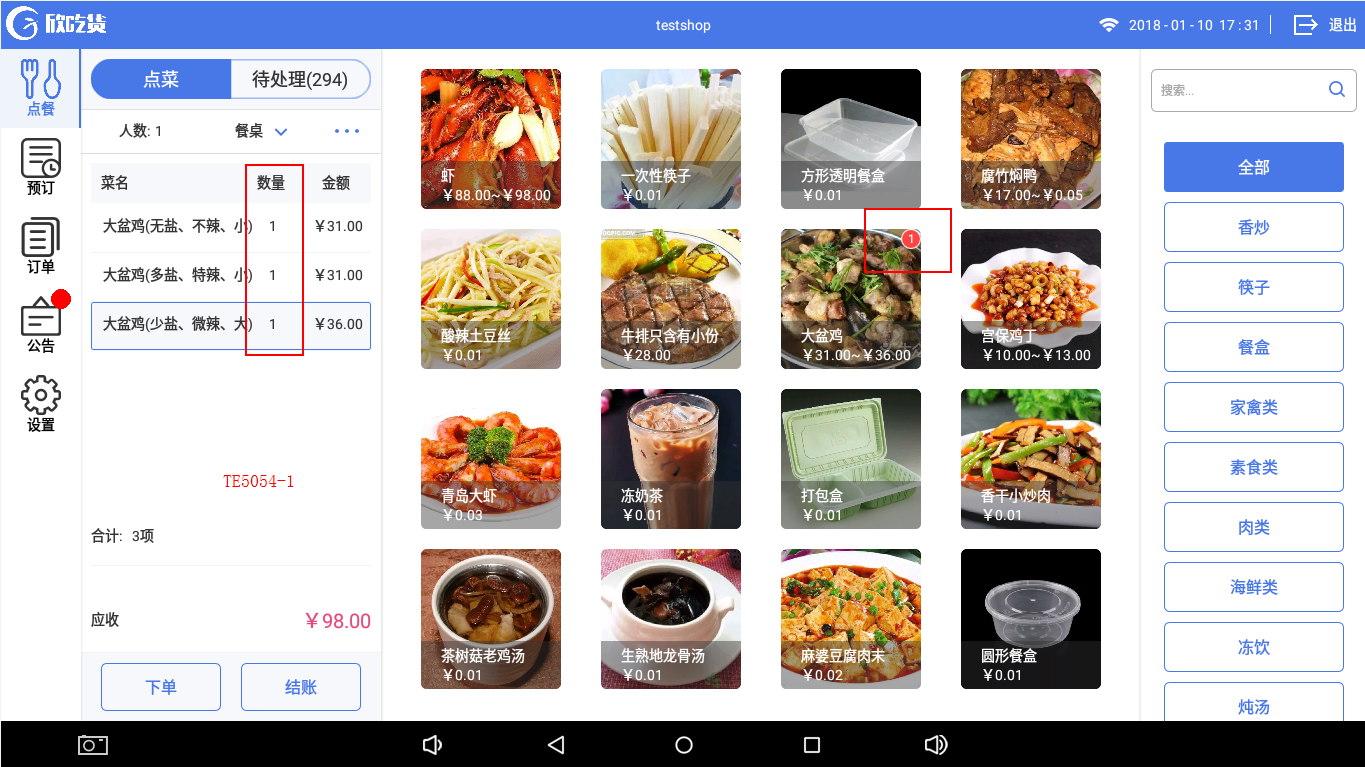 欣吃货
testshop
2018-01-10 17:31
退出
点餐
预订
订单
公告
设置
点菜
待处理(294)
人数: 1
餐桌
菜名 数量 金额
大盆鸡(无盐、不辣、小) 1 ￥31.00
大盆鸡(多盐、特辣、小) 1 ￥31.00
大盆鸡(少盐、微辣、大) 1 ￥36.00
TE5054-1
合计: 3项
应收 ￥98.00
下单
结账
虾
￥88.00~￥98.00
一次性筷子
￥0.01
方形透明餐盒
￥0.01
腐竹焖鸭
￥17.00~￥0.05
酸辣土豆丝
￥0.01
牛排只含有小份
￥28.00
1
大盆鸡
￥31.00~￥36.00
宫保鸡丁
￥10.00~￥13.00
青岛大虾
￥0.03
冻奶茶
￥0.01
打包盒
￥0.01
香干小炒肉
￥0.01
茶树菇老鸡汤
￥0.01
生熟地龙骨汤
￥0.01
麻婆豆腐肉末
￥0.02
圆形餐盒
￥0.01
搜索...
全部
香炒
筷子
餐盒
家禽类
素食类
肉类
海鲜类
冻饮
炖汤